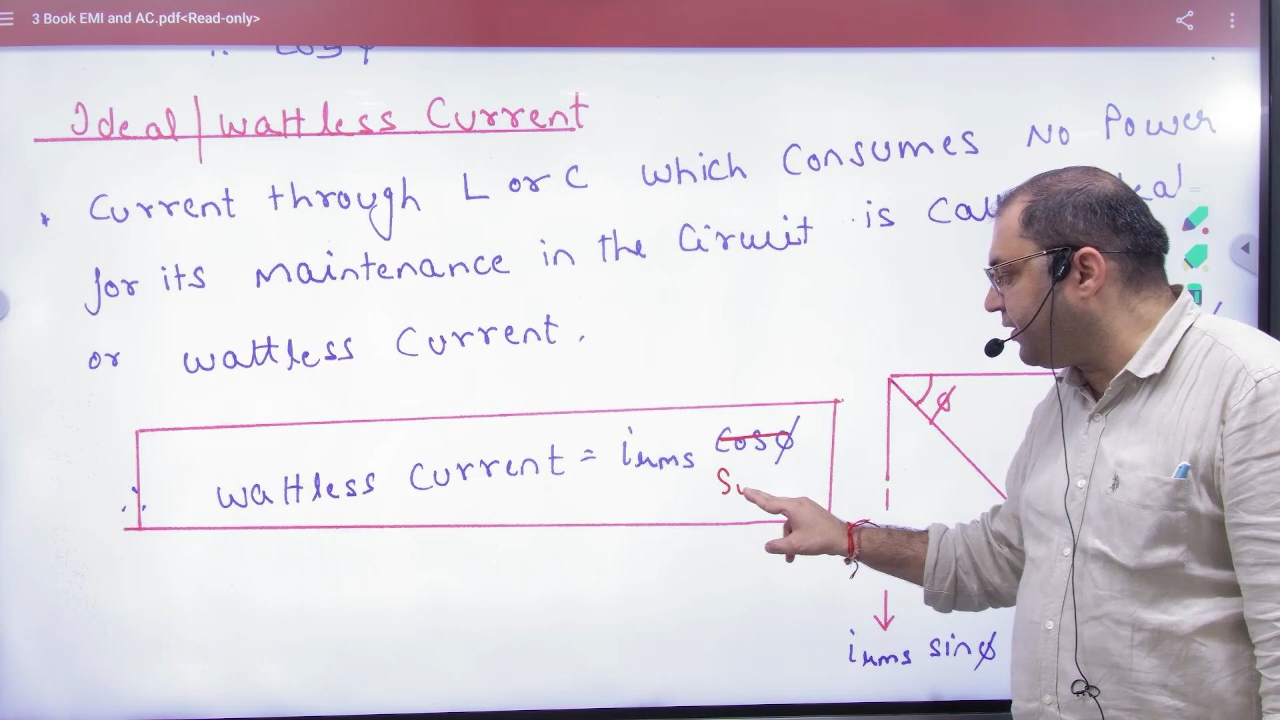 3 Book EMI and AC.pdf<Read-only>
∴ cosϕ
Ideal | wattless Current
* Current through L or C which Consumes No Power
for its maintenance in the Circuit is
or wattless Current.
∴ wattless Current = irms cosϕ
ϕ
irms sinϕ